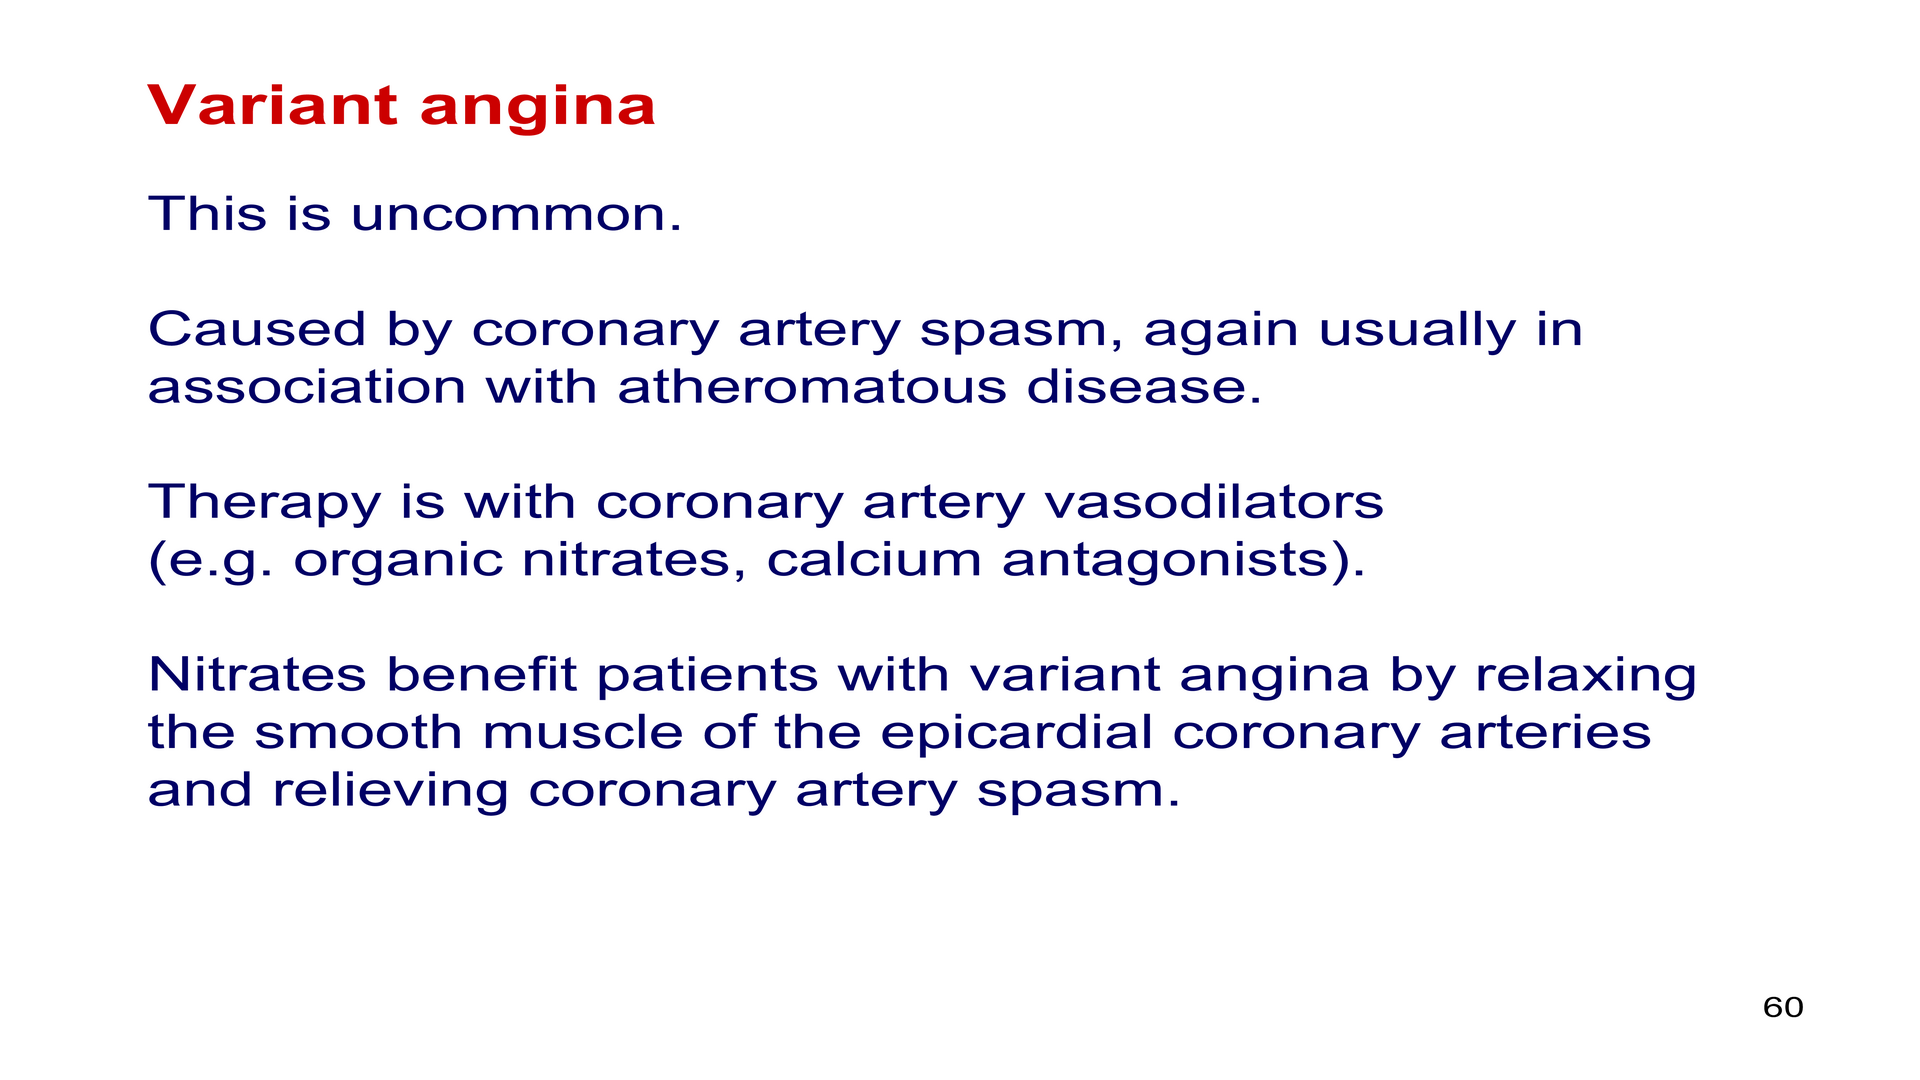 Variant angina
This is uncommon.
Caused by coronary artery spasm, again usually in
association with atheromatous disease.
Therapy is with coronary artery vasodilators
(e.g. organic nitrates, calcium antagonists).
Nitrates benefit patients with variant angina by relaxing
the smooth muscle of the epicardial coronary arteries
and relieving coronary artery spasm.
60